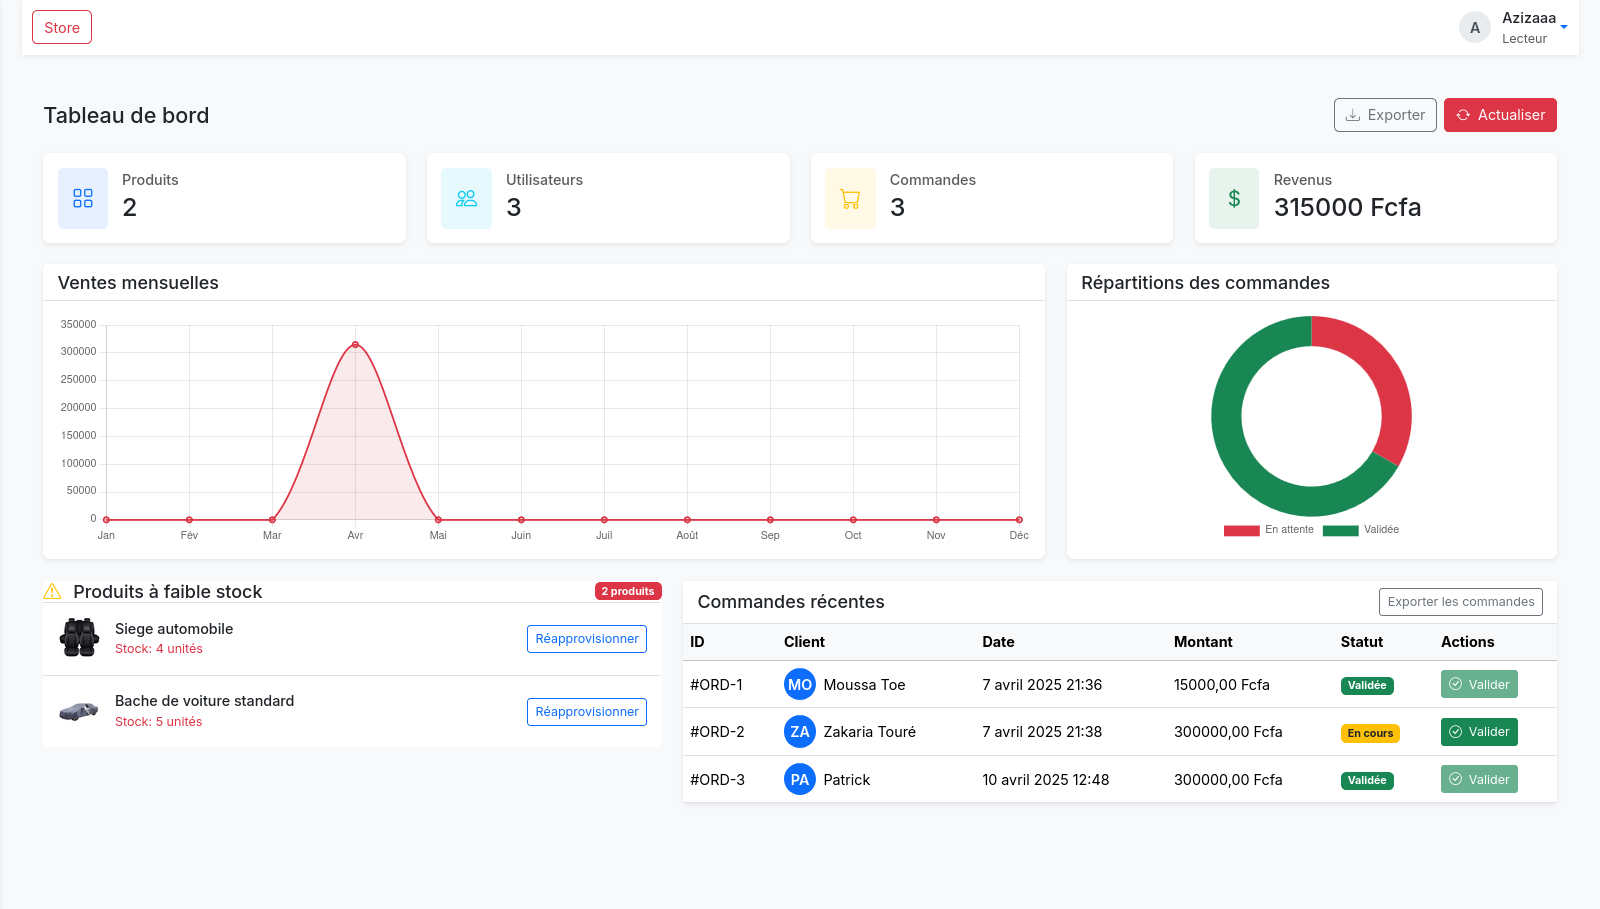 Store
A
Azizaaa
Lecteur
Tableau de bord
Exporter
Actualiser
Produits
2
Utilisateurs
3
Commandes
3
$
Revenus
315000 Fcfa
Ventes mensuelles
350000
300000
250000
200000
150000
100000
50000
0
Jan Fév Mar Avr Mai Juin Juil Août Sep Oct Nov Déc
Répartitions des commandes
En attente Validée
Produits à faible stock
2 produits
Siege automobile
Stock: 4 unités
Réapprovisionner
Bache de voiture standard
Stock: 5 unités
Réapprovisionner
Commandes récentes
Exporter les commandes
ID Client Date Montant Statut Actions
#ORD-1 MO Moussa Toe 7 avril 2025 21:36 15000,00 Fcfa Validée Valider
#ORD-2 ZA Zakaria Touré 7 avril 2025 21:38 300000,00 Fcfa En cours Valider
#ORD-3 PA Patrick 10 avril 2025 12:48 300000,00 Fcfa Validée Valider